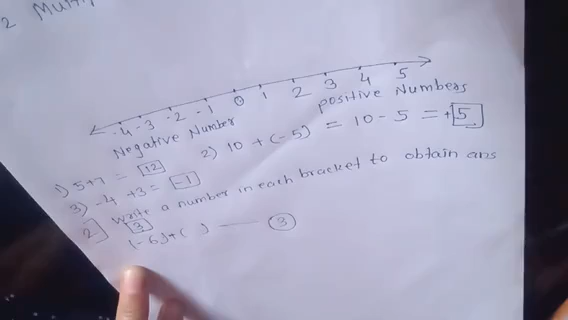 2 Multip
-4 -3 -2 -1 0 1 2 3 4 5
Negative Number positive Numbers
1) 5+7 = 12 2) 10 + (-5) = 10 - 5 = +5
3) -4 +3 = -1
2] Write a number in each bracket to obtain ans
3
(-6)+( ) — 3